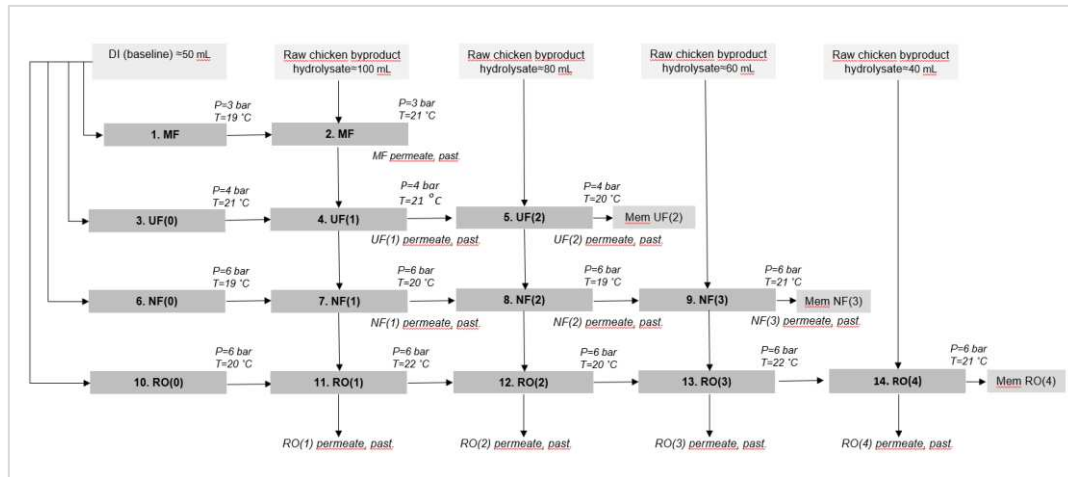 DI (baseline) ≈50 mL
Raw chicken byproduct
hydrolysate≈100 mL
Raw chicken byproduct
hydrolysate≈80 mL
Raw chicken byproduct
hydrolysate≈60 mL
Raw chicken byproduct
hydrolysate≈40 mL
P=3 bar
T=19 °C
P=3 bar
T=21 °C
1. MF
2. MF
MF permeate, past.
P=4 bar
T=21 °C
P=4 bar
T=21 °C
P=4 bar
T=20 °C
3. UF(0)
4. UF(1)
5. UF(2)
Mem UF(2)
UF(1) permeate, past.
UF(2) permeate, past.
P=6 bar
T=19 °C
P=6 bar
T=20 °C
P=6 bar
T=19 °C
P=6 bar
T=21 °C
6. NF(0)
7. NF(1)
8. NF(2)
9. NF(3)
Mem NF(3)
NF(1) permeate, past.
NF(2) permeate, past.
NF(3) permeate, past.
P=6 bar
T=20 °C
P=6 bar
T=22 °C
P=6 bar
T=20 °C
P=6 bar
T=22 °C
P=6 bar
T=21 °C
10. RO(0)
11. RO(1)
12. RO(2)
13. RO(3)
14. RO(4)
Mem RO(4)
RO(1) permeate, past.
RO(2) permeate, past.
RO(3) permeate, past.
RO(4) permeate, past.